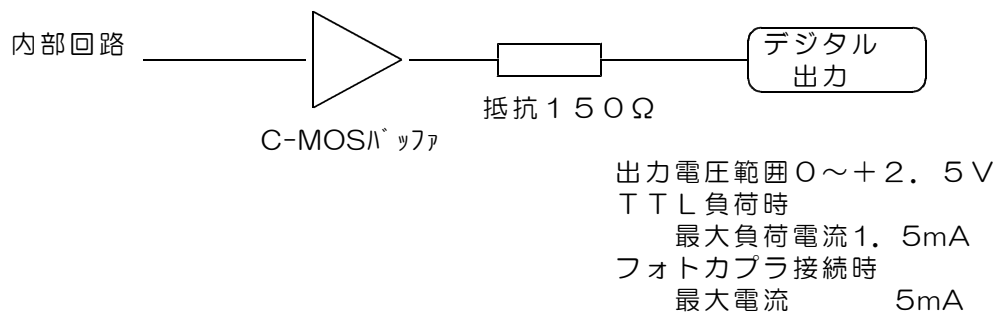 内部回路
デジタル
出力
抵抗１５０Ω
C-MOSﾊﾞｯﾌｧ
出力電圧範囲０～＋２．５Ｖ
ＴＴＬ負荷時
最大負荷電流1．5mA
フォトカプラ接続時
最大電流　　　5mA